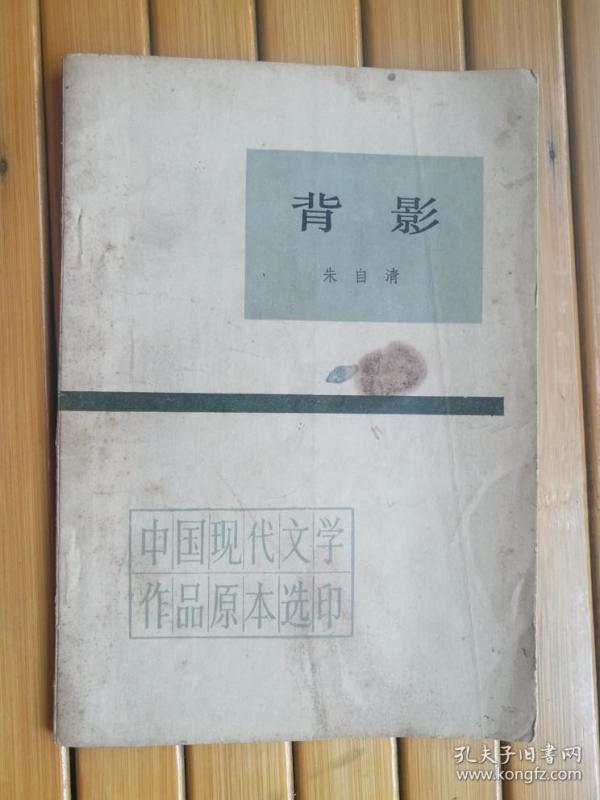 背影
朱自清
中国现代文学
作品原本选印
孔夫子旧书网
www.kongfz.com